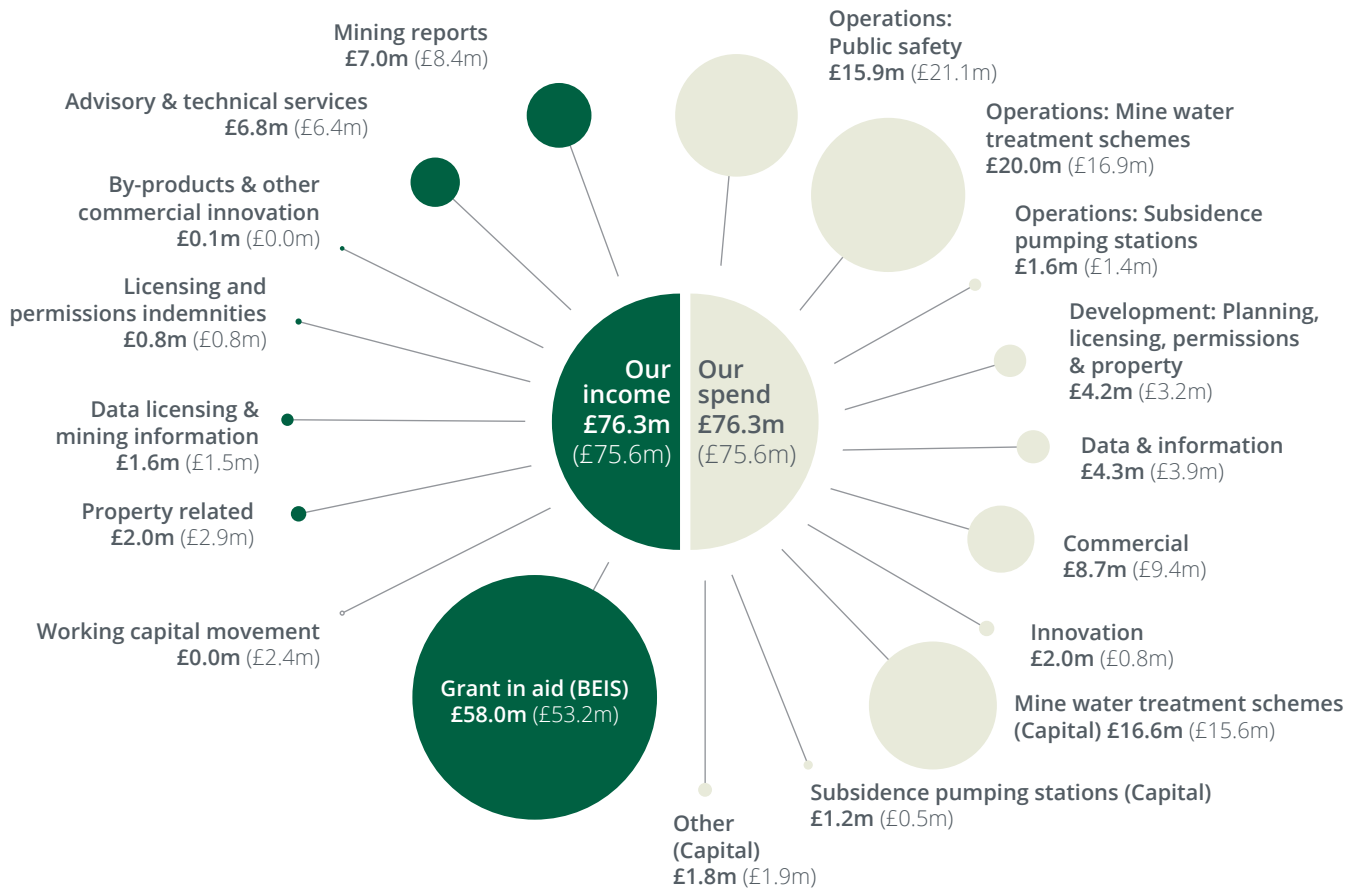 Mining reports
£7.0m (£8.4m)
Advisory & technical services
£6.8m (£6.4m)
By-products & other
commercial innovation
£0.1m (£0.0m)
Licensing and
permissions indemnities
£0.8m (£0.8m)
Data licensing &
mining information
£1.6m (£1.5m)
Property related
£2.0m (£2.9m)
Working capital movement
£0.0m (£2.4m)
Grant in aid (BEIS)
£58.0m (£53.2m)
Our
income
£76.3m
(£75.6m)
Our
spend
£76.3m
(£75.6m)
Operations:
Public safety
£15.9m (£21.1m)
Operations: Mine water
treatment schemes
£20.0m (£16.9m)
Operations: Subsidence
pumping stations
£1.6m (£1.4m)
Development: Planning,
licensing, permissions
& property
£4.2m (£3.2m)
Data & information
£4.3m (£3.9m)
Commercial
£8.7m (£9.4m)
Innovation
£2.0m (£0.8m)
Mine water treatment schemes
(Capital) £16.6m (£15.6m)
Subsidence pumping stations (Capital)
£1.2m (£0.5m)
Other
(Capital)
£1.8m (£1.9m)